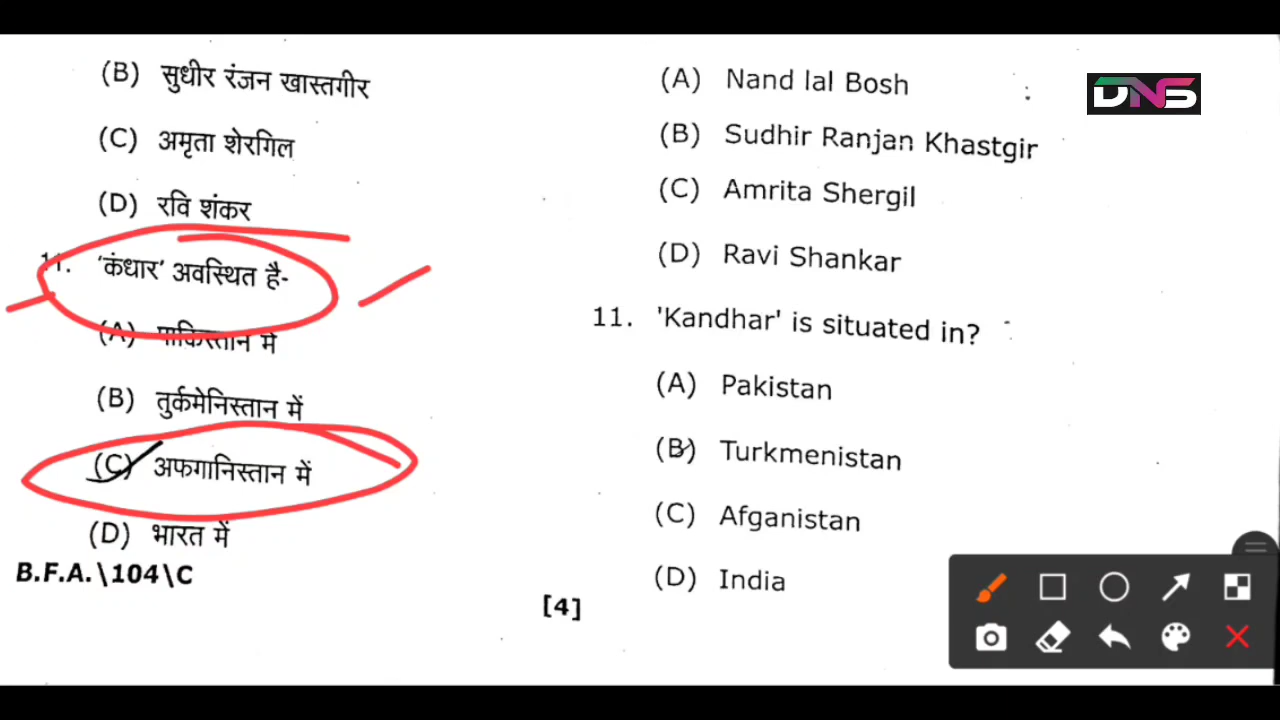 (B) सुधीर रंजन खास्तगीर
(C) अमृता शेरगिल
(D) रवि शंकर
11. 'कंधार' अवस्थित है-
(A) पाकिस्तान में
(B) तुर्कमेनिस्तान में
(C) अफगानिस्तान में
(D) भारत में
B.F.A.\104\C
[4]
(A) Nand lal Bosh
(B) Sudhir Ranjan Khastgir
(C) Amrita Shergil
(D) Ravi Shankar
11. 'Kandhar' is situated in?
(A) Pakistan
(B) Turkmenistan
(C) Afganistan
(D) India
DNS